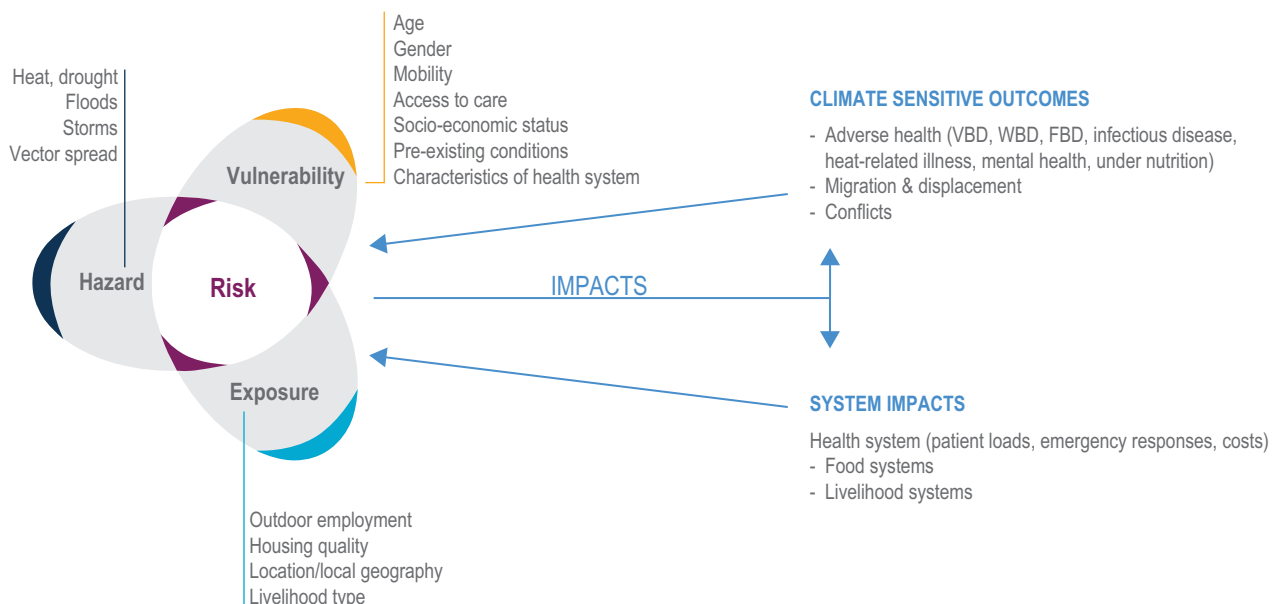 Heat, drought
Floods
Storms
Vector spread
Age
Gender
Mobility
Access to care
Socio-economic status
Pre-existing conditions
Characteristics of health system
Vulnerability
Hazard
Risk
Exposure
Outdoor employment
Housing quality
Location/local geography
Livelihood type
IMPACTS
CLIMATE SENSITIVE OUTCOMES
- Adverse health (VBD, WBD, FBD, infectious disease,
heat-related illness, mental health, under nutrition)
- Migration & displacement
- Conflicts
SYSTEM IMPACTS
Health system (patient loads, emergency responses, costs)
- Food systems
- Livelihood systems